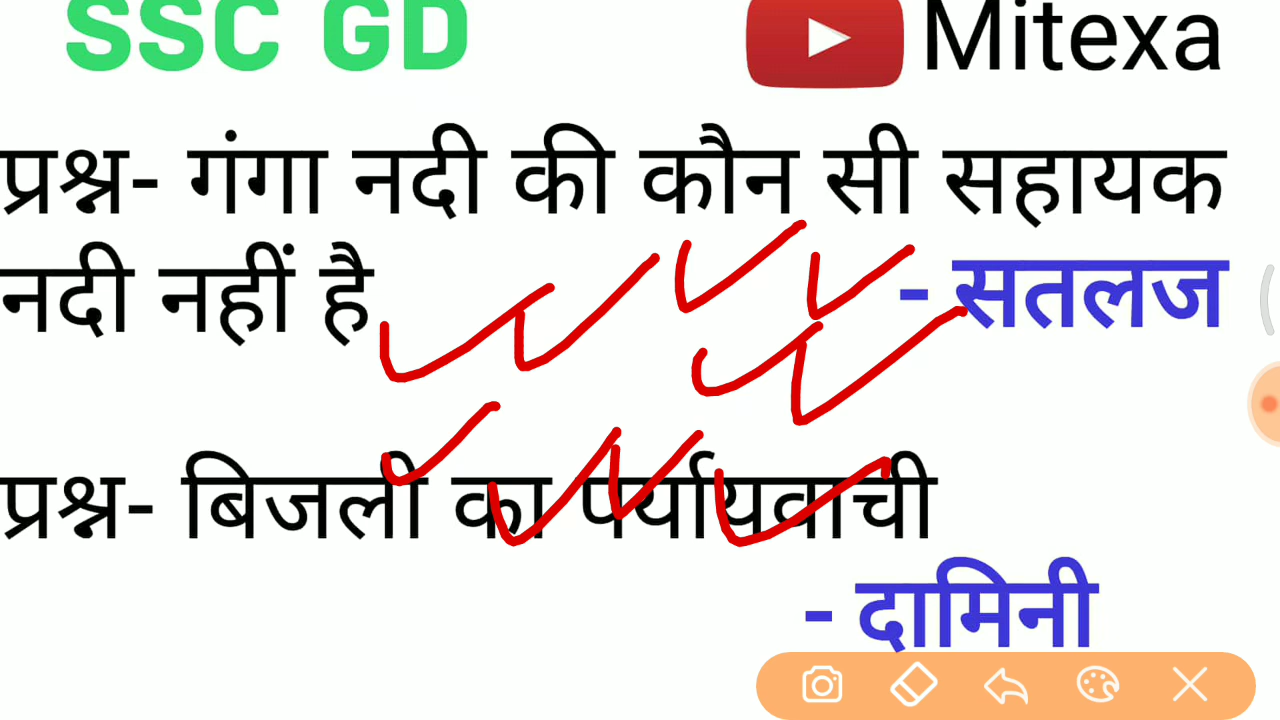 SSC GD Mitexa
प्रश्न- गंगा नदी की कौन सी सहायक
नदी नहीं है - सतलज
प्रश्न- बिजली का पर्यायवाची
- दामिनी